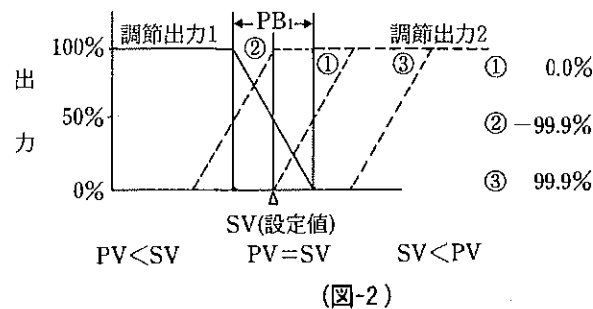 PB₁
調節出力1
調節出力2
100%
②
①
③
① 0.0%
出力
50%
② −99.9%
0%
③ 99.9%
SV(設定値)
PV<SV
PV=SV
SV<PV
(図-2)